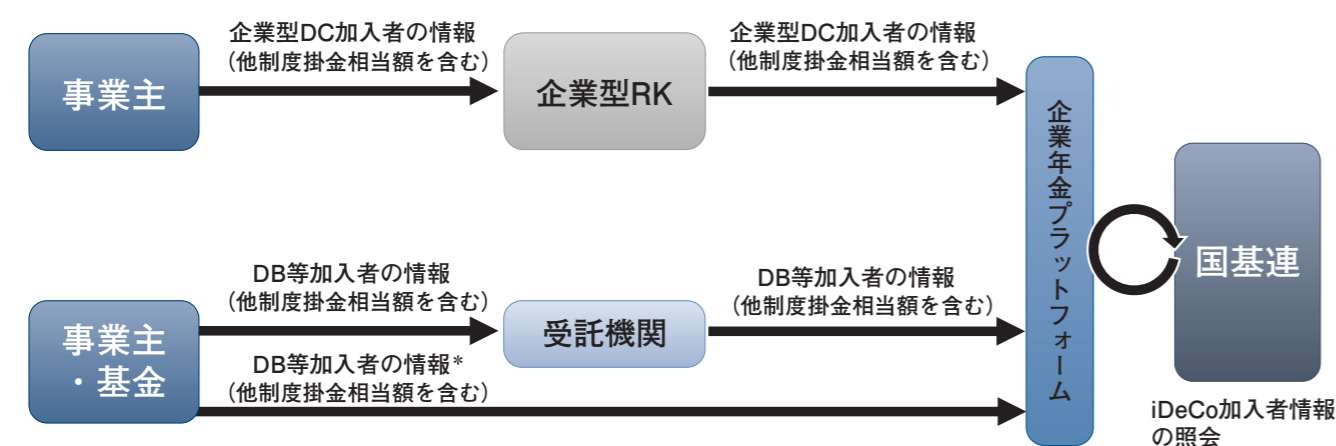 企業型DC加入者の情報
（他制度掛金相当額を含む）
企業型DC加入者の情報
（他制度掛金相当額を含む）
事業主
企業型RK
企業年金プラットフォーム
国基連
DB等加入者の情報
（他制度掛金相当額を含む）
DB等加入者の情報
（他制度掛金相当額を含む）
事業主
・基金
受託機関
DB等加入者の情報*
（他制度掛金相当額を含む）
iDeCo加入者情報
の照会